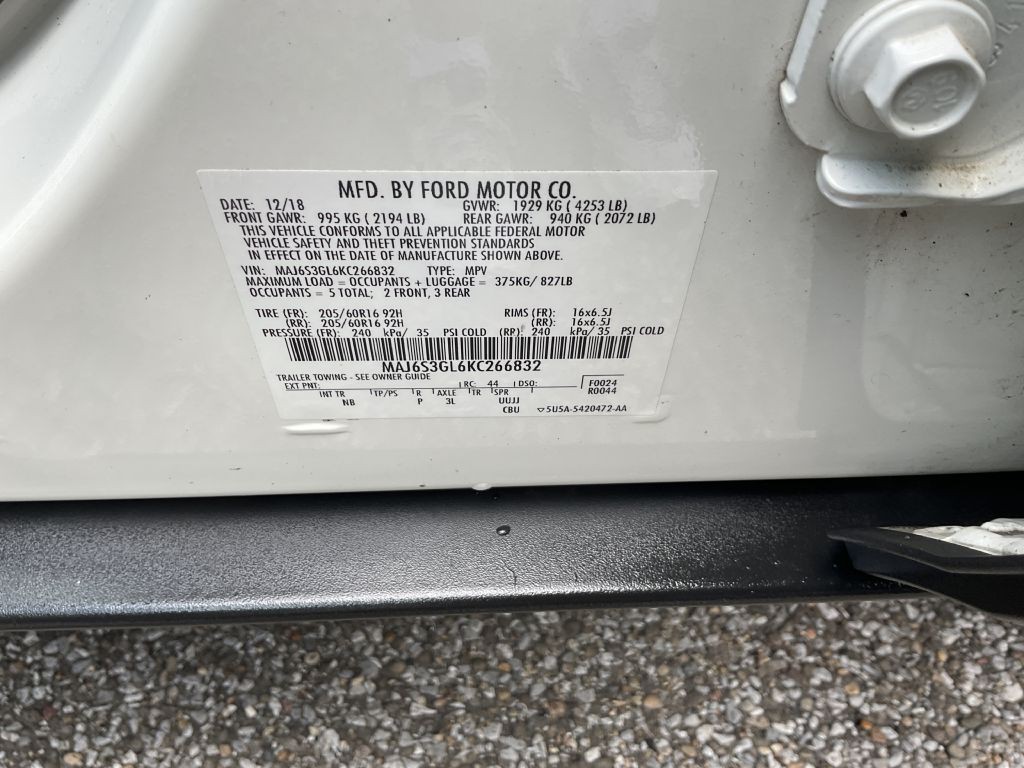 MFD. BY FORD MOTOR CO.
DATE: 12/18 GVWR: 1929 KG ( 4253 LB)
FRONT GAWR: 995 KG ( 2194 LB) REAR GAWR: 940 KG ( 2072 LB)
THIS VEHICLE CONFORMS TO ALL APPLICABLE FEDERAL MOTOR
VEHICLE SAFETY AND THEFT PREVENTION STANDARDS
IN EFFECT ON THE DATE OF MANUFACTURE SHOWN ABOVE.
VIN: MAJ6S3GL6KC266832 TYPE: MPV
MAXIMUM LOAD = OCCUPANTS + LUGGAGE = 375KG/ 827LB
OCCUPANTS = 5 TOTAL; 2 FRONT, 3 REAR
TIRE (FR): 205/60R16 92H RIMS (FR): 16x6.5J
(RR): 205/60R16 92H (RR): 16x6.5J
PRESSURE (FR): 240 kPa/ 35 PSI COLD (RR): 240 kPa/ 35 PSI COLD
MAJ6S3GL6KC266832
TRAILER TOWING - SEE OWNER GUIDE
EXT PNT: RC: 44 DSO: F0024
R0044
INT TR TP/PS R AXLE TR SPR
NB P 3L UUJJ
CBU 5U5A-5420472-AA